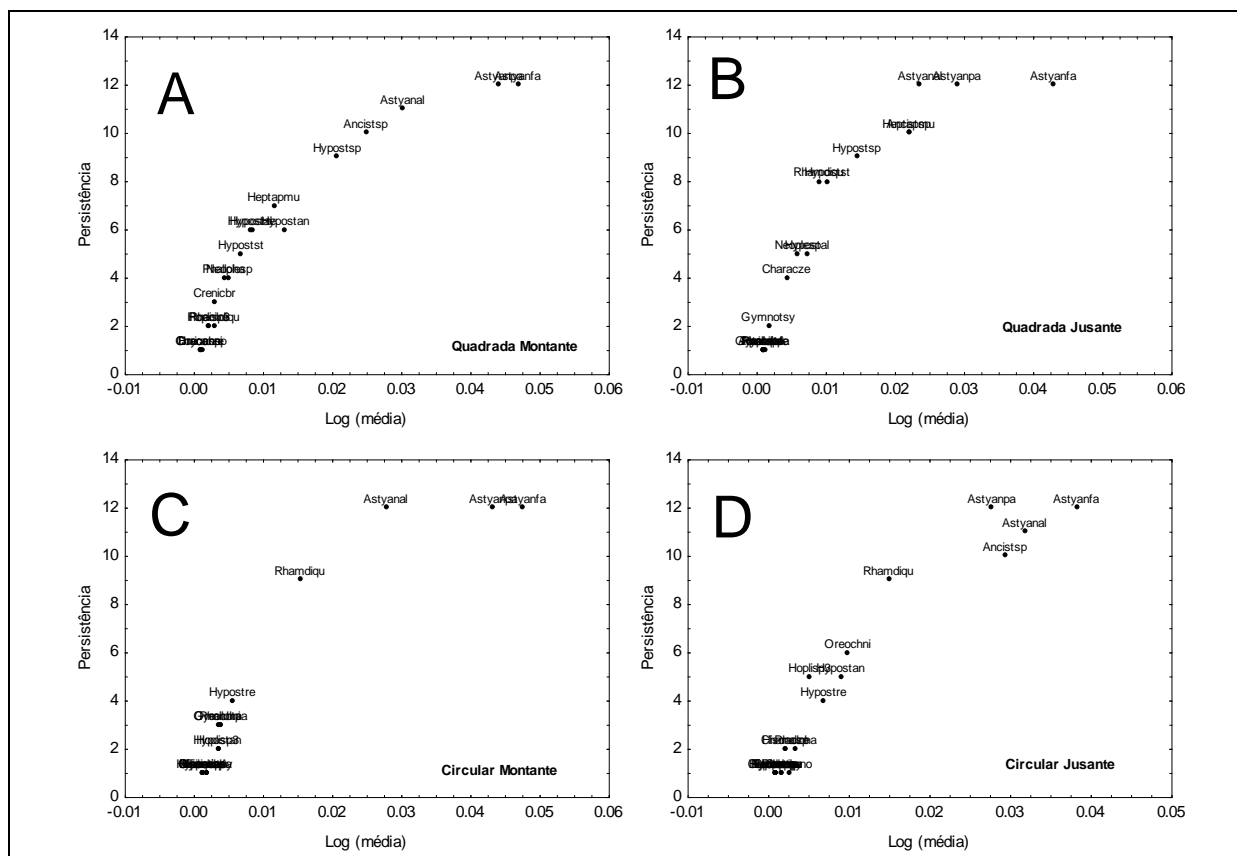 A
Persistência
14
12
10
8
6
4
2
0
Astyanfa
Astyanal
Ancistsp
Hypostsp
Heptapmu
Hypostan
Hypostst
Crenicbr
Quadrada Montante
-0.01 0.00 0.01 0.02 0.03 0.04 0.05 0.06
Log (média)
B
Persistência
14
12
10
8
6
4
2
0
Astyanpa Astyanfa
Hypostsp
Characze
Gymnotsy
Quadrada Jusante
-0.01 0.00 0.01 0.02 0.03 0.04 0.05 0.06
Log (média)
C
Persistência
14
12
10
8
6
4
2
0
Astyanal Astyanpa Astyanfa
Rhamdiqu
Hypostre
Circular Montante
-0.01 0.00 0.01 0.02 0.03 0.04 0.05 0.06
Log (média)
D
Persistência
14
12
10
8
6
4
2
0
Astyanpa Astyanfa
Astyanal
Ancistsp
Rhamdiqu
Oreochni
Hoplisp3 Hypostan
Hypostre
Circular Jusante
-0.01 0.00 0.01 0.02 0.03 0.04 0.05
Log (média)